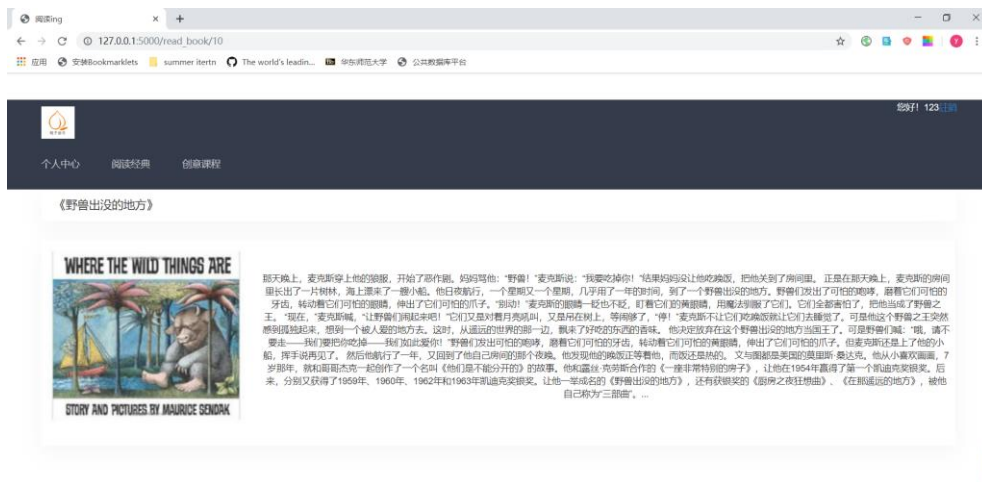 阅读ing
127.0.0.1:5000/read_book/10
应用 安装Bookmarklets summer itertn The world's leadin... 华东师范大学 公共数据库平台
您好！123注销
个人中心 阅读经典 创意课程
《野兽出没的地方》
WHERE THE WILD THINGS ARE
STORY AND PICTURES BY MAURICE SENDAK
那天晚上，麦克斯穿上他的狼服，开始了恶作剧。妈妈骂他：“野兽！”麦克斯说：“我要吃掉你！”结果妈妈没让他吃晚饭，把他关到了房间里。 正是在那天晚上，麦克斯的房间
里长出了一片树林，海上漂来了一艘小船。他日夜航行，一个星期又一个星期，几乎用了一年的时间，到了一个野兽出没的地方。野兽们发出了可怕的咆哮，磨着它们可怕的
牙齿，转动着它们可怕的眼睛，伸出了它们可怕的爪子。“别动！”麦克斯的眼睛一眨也不眨，盯着它们的黄眼睛，用魔法驯服了它们。它们全都害怕了，把他当成了野兽之
王。“现在，”麦克斯喊，“让野兽们闹起来吧！”它们又是对着月亮吼叫，又是吊在树上，等闹够了，“停！”麦克斯不让它们吃晚饭就让它们去睡觉了。可是他这个野兽之王突然
感到孤独起来，想到一个被人爱的地方去。这时，从遥远的世界的那一边，飘来了好吃的东西的香味。 他决定放弃在这个野兽出没的地方当国王了。可是野兽们喊：“哦，请不
要走——我们要把你吃掉——我们如此爱你！”野兽们发出可怕的咆哮，磨着它们可怕的牙齿，转动着它们可怕的黄眼睛，伸出了它们可怕的爪子。但麦克斯还是上了他的小
船，挥手说再见了。 然后他航行了一年，又回到了他自己房间的那个夜晚。他发现他的晚饭正等着他，而饭还是热的。 文与图都是美国的莫里斯·桑达克。他从小喜欢画画，7
岁那年，就和哥哥杰克一起创作了一个名叫《他们是不能分开的》的故事。他和露丝·克劳斯合作的《一座非常特别的房子》，让他在1954年赢得了第一个凯迪克奖银奖。后
来，分别又获得了1959年、1960年、1962年和1963年凯迪克奖银奖。让他一举成名的《野兽出没的地方》，还有获银奖的《厨房之夜狂想曲》、《在那遥远的地方》，被他
自己称为“三部曲”。...